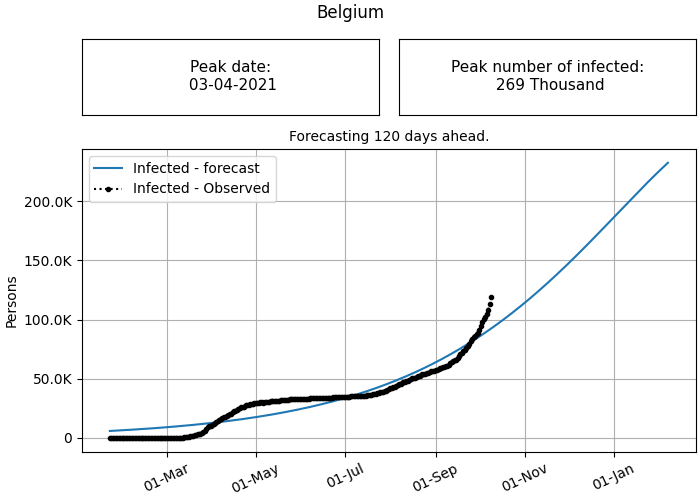 Belgium
Peak date:
03-04-2021
Peak number of infected:
269 Thousand
Forecasting 120 days ahead.
Infected - forecast
Infected - Observed
Persons
200.0K
150.0K
100.0K
50.0K
0
01-Mar
01-May
01-Jul
01-Sep
01-Nov
01-Jan